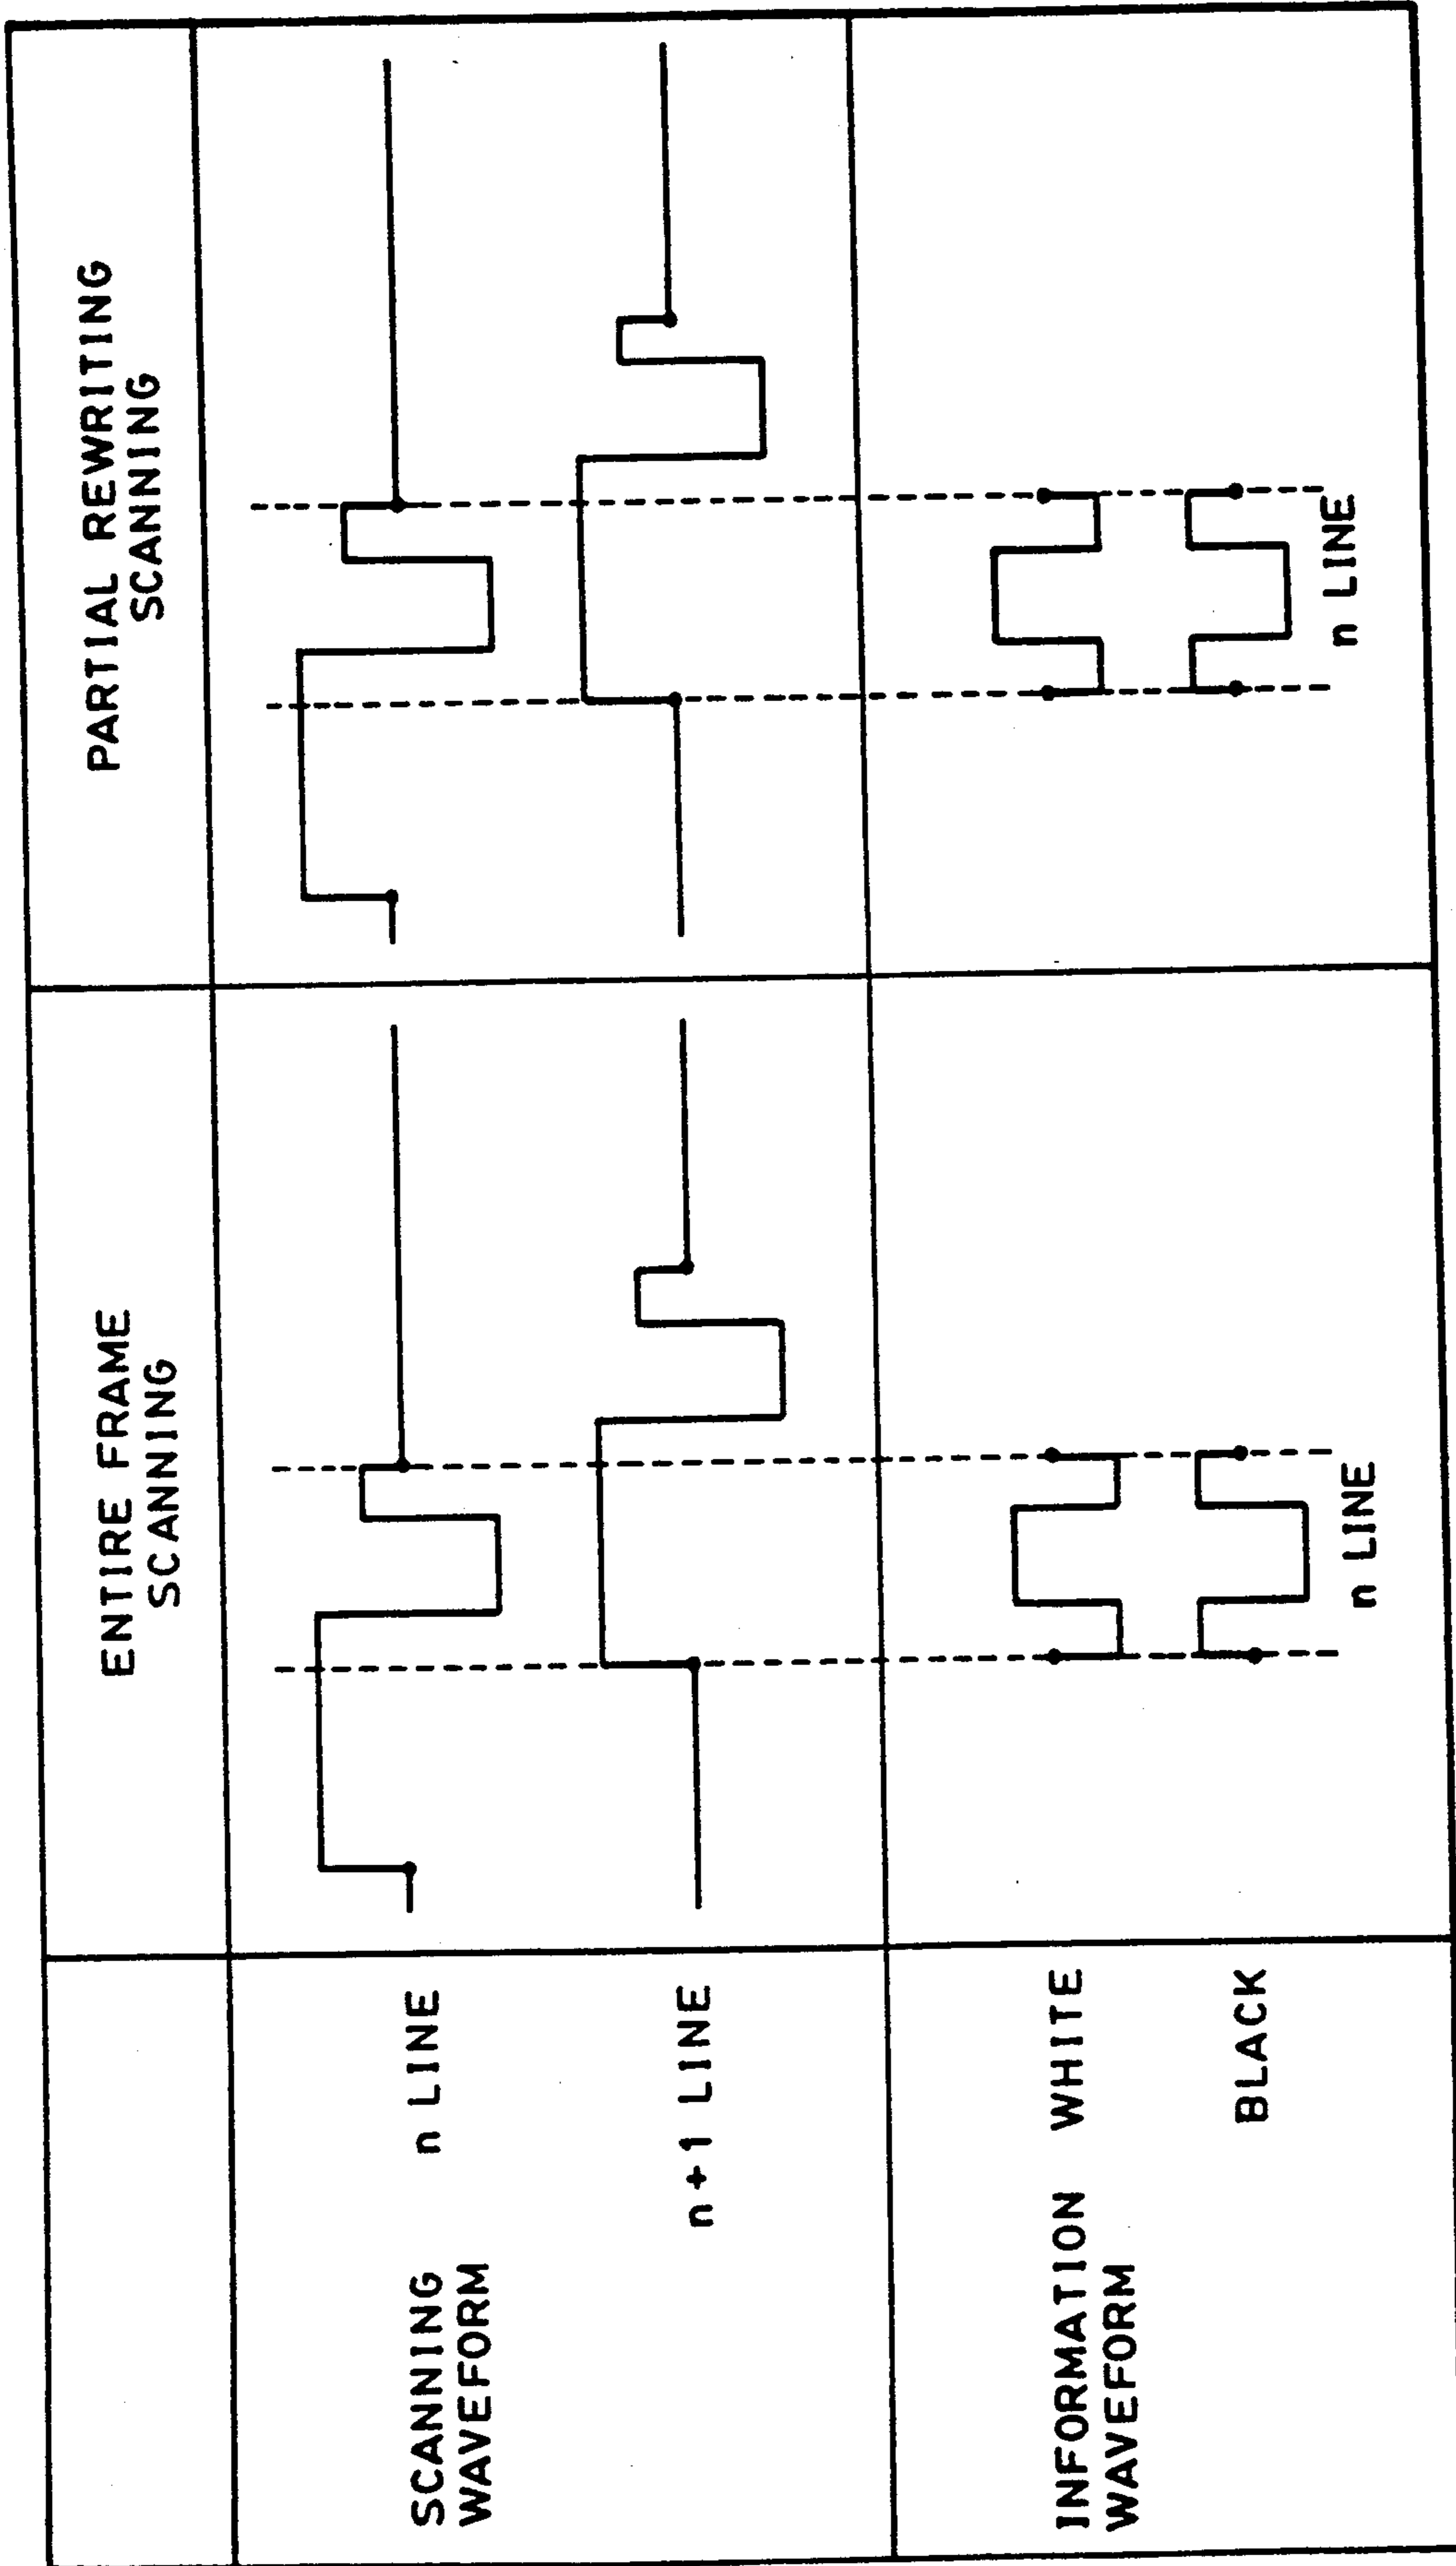 ENTIRE FRAME
SCANNING
PARTIAL REWRITING
SCANNING
SCANNING
WAVEFORM
n LINE
n+1 LINE
INFORMATION
WAVEFORM
WHITE
BLACK
n LINE
n LINE